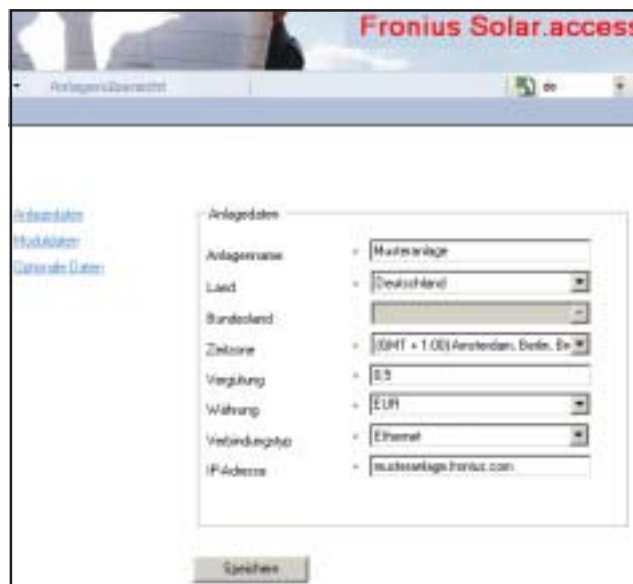 Fronius Solar.access
Anlagenübersicht
de
Anlagedaten
Moduldaten
Optionale Daten
Anlagedaten
Anlagenname * Musteranlage
Land * Deutschland
Bundesland
Zeitzone * (GMT + 1:00) Amsterdam, Berlin, Be
Vergütung * 0,5
Währung * EUR
Verbindungstyp * Ethernet
IP-Adresse * musteranlage.fronius.com
Speichern